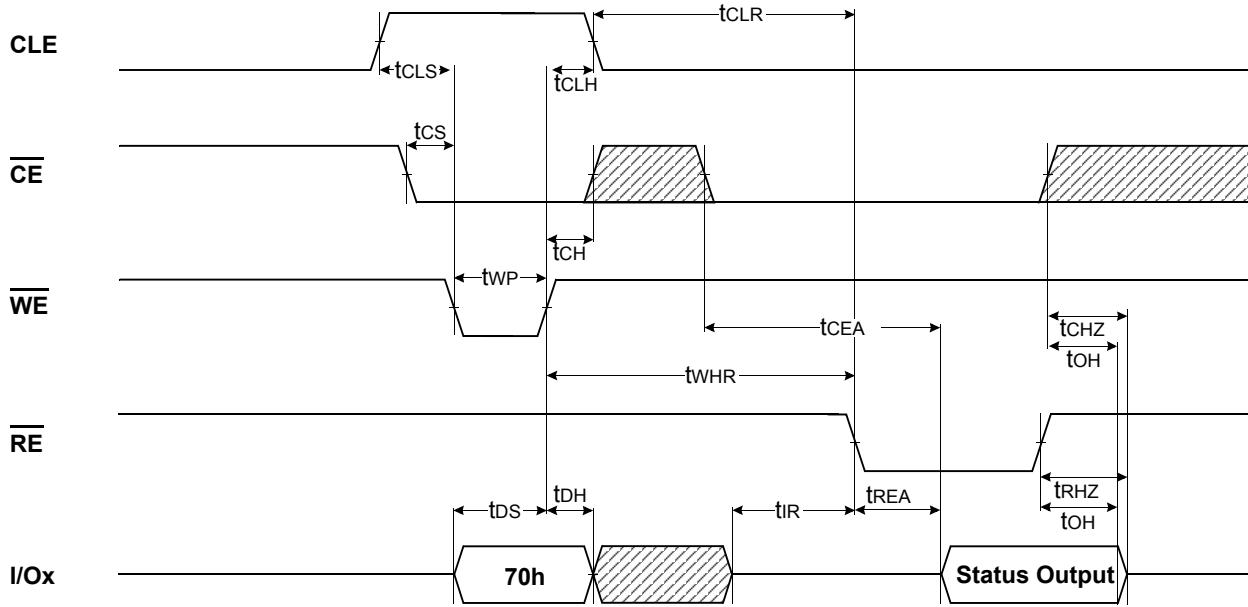 tCLR
CLE
tCLS
tCLH
tCS
CE
tCH
tWP
WE
tCEA
tCHZ
tOH
tWHR
RE
tDH
tREA
tRHZ
tDS
tIR
tOH
I/Ox
70h
Status Output